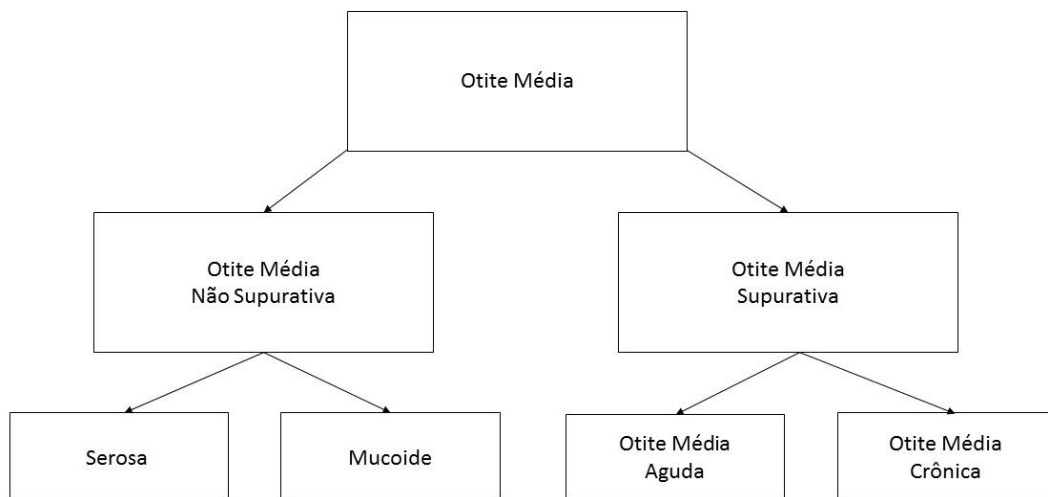 Otite Média
Otite Média
Não Supurativa
Otite Média
Supurativa
Serosa
Mucoide
Otite Média
Aguda
Otite Média
Crônica